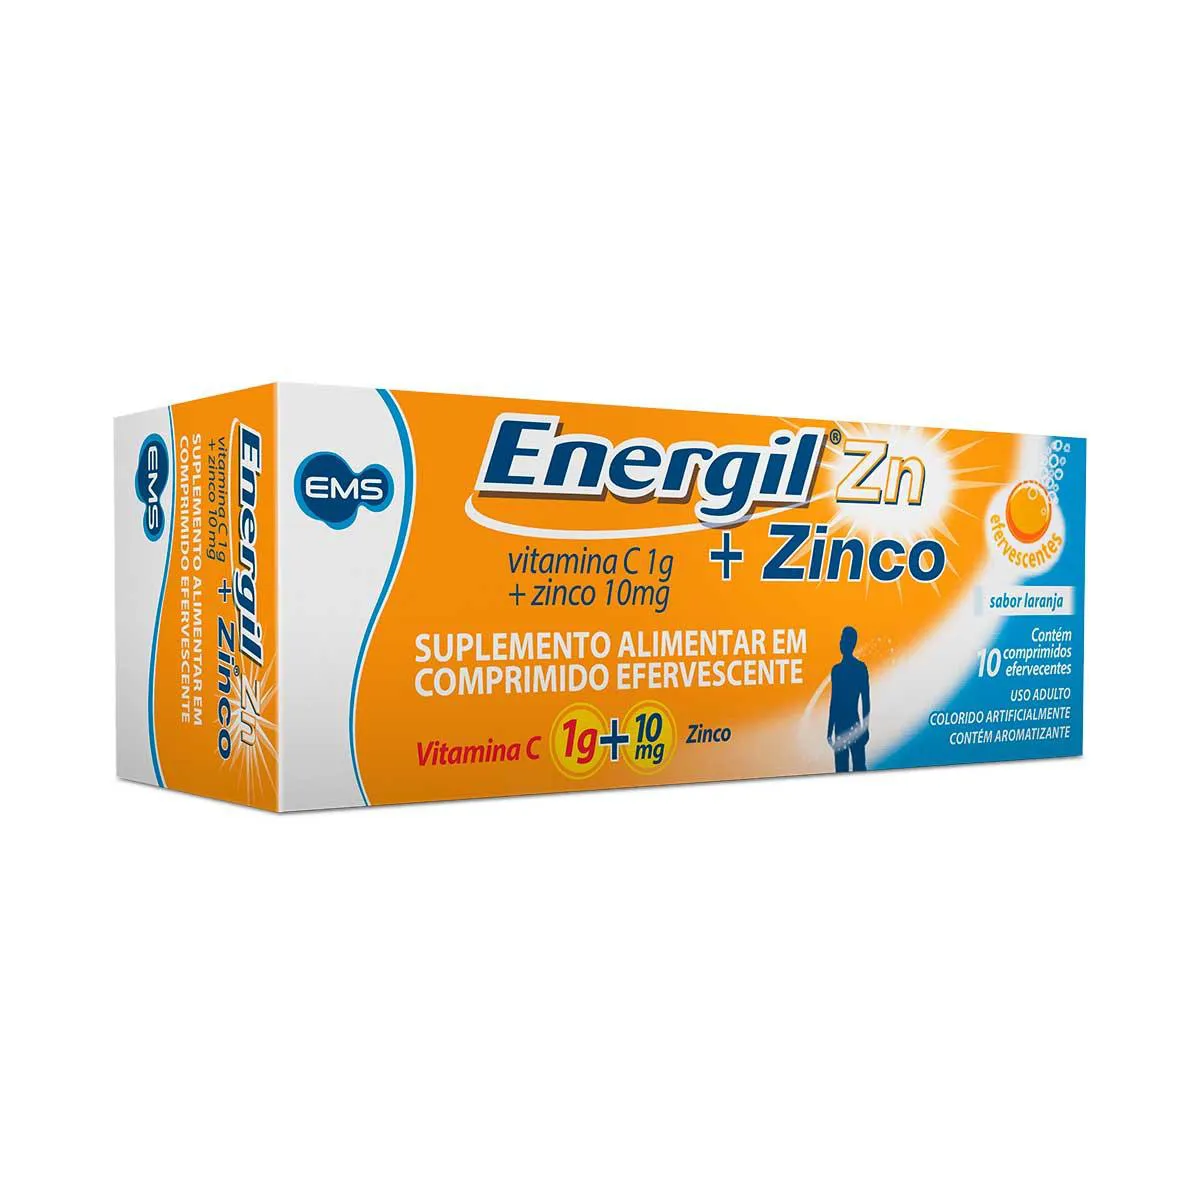 EMS
vitamina C 1g
+ zinco 10mg
Energil Zn
+ Zinco
SUPLEMENTO ALIMENTAR EM
COMPRIMIDO EFERVESCENTE
EMS
Energil® Zn
+ Zinco
vitamina C 1g
+ zinco 10mg
SUPLEMENTO ALIMENTAR EM
COMPRIMIDO EFERVESCENTE
Vitamina C 1g + 10 mg Zinco
efervescentes
sabor laranja
Contém
10 comprimidos
efervecentes
USO ADULTO
COLORIDO ARTIFICIALMENTE
CONTÉM AROMATIZANTE